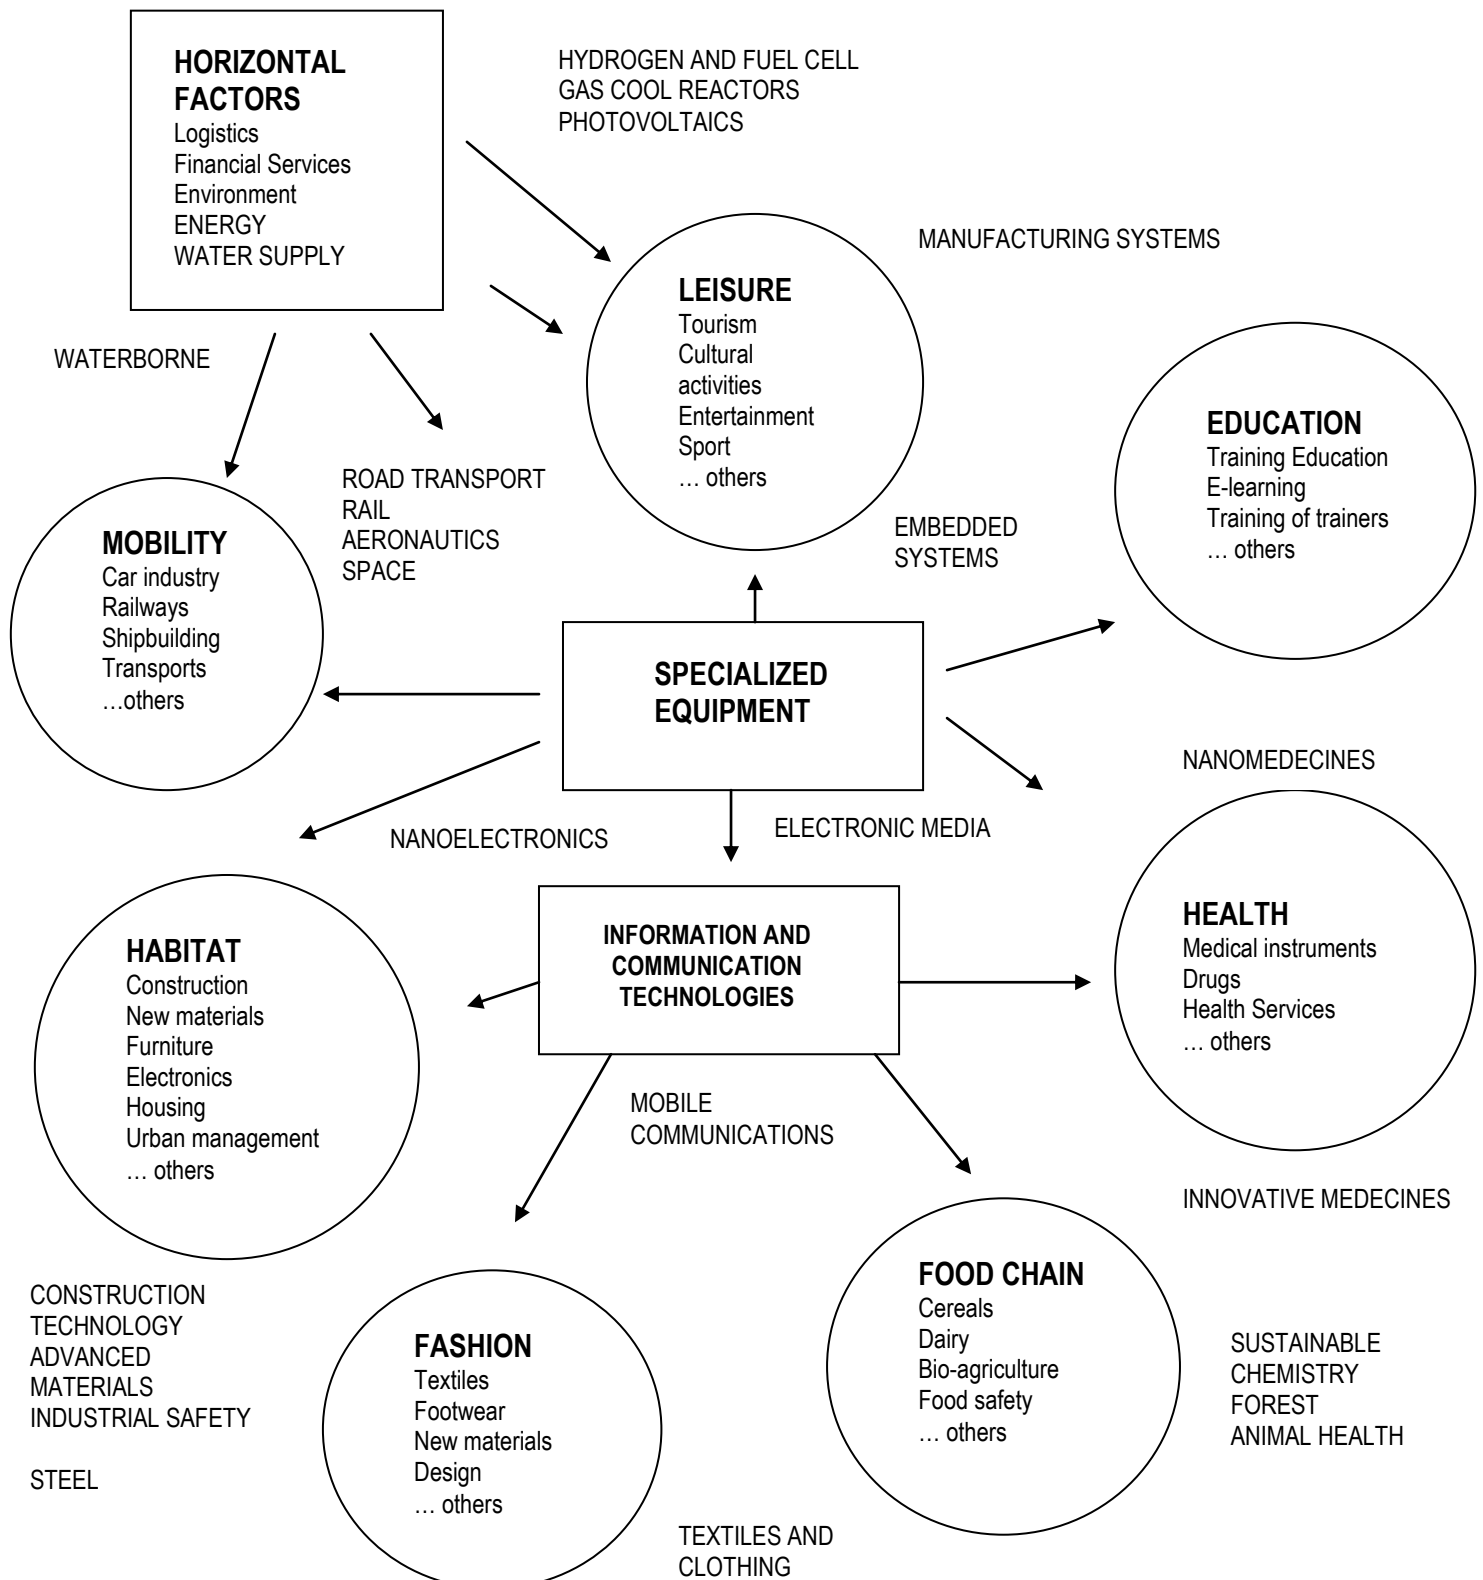 HORIZONTAL
FACTORS
Logistics
Financial Services
Environment
ENERGY
WATER SUPPLY
HYDROGEN AND FUEL CELL
GAS COOL REACTORS
PHOTOVOLTAICS
MANUFACTURING SYSTEMS
LEISURE
Tourism
Cultural
activities
Entertainment
Sport
… others
WATERBORNE
EDUCATION
Training Education
E-learning
Training of trainers
… others
ROAD TRANSPORT
RAIL
AERONAUTICS
SPACE
EMBEDDED
SYSTEMS
MOBILITY
Car industry
Railways
Shipbuilding
Transports
…others
SPECIALIZED
EQUIPMENT
NANOMEDECINES
NANOELECTRONICS
ELECTRONIC MEDIA
HEALTH
Medical instruments
Drugs
Health Services
… others
INFORMATION AND
COMMUNICATION
TECHNOLOGIES
HABITAT
Construction
New materials
Furniture
Electronics
Housing
Urban management
… others
MOBILE
COMMUNICATIONS
INNOVATIVE MEDECINES
CONSTRUCTION
TECHNOLOGY
ADVANCED
MATERIALS
INDUSTRIAL SAFETY
STEEL
FASHION
Textiles
Footwear
New materials
Design
… others
FOOD CHAIN
Cereals
Dairy
Bio-agriculture
Food safety
… others
SUSTAINABLE
CHEMISTRY
FOREST
ANIMAL HEALTH
TEXTILES AND
CLOTHING